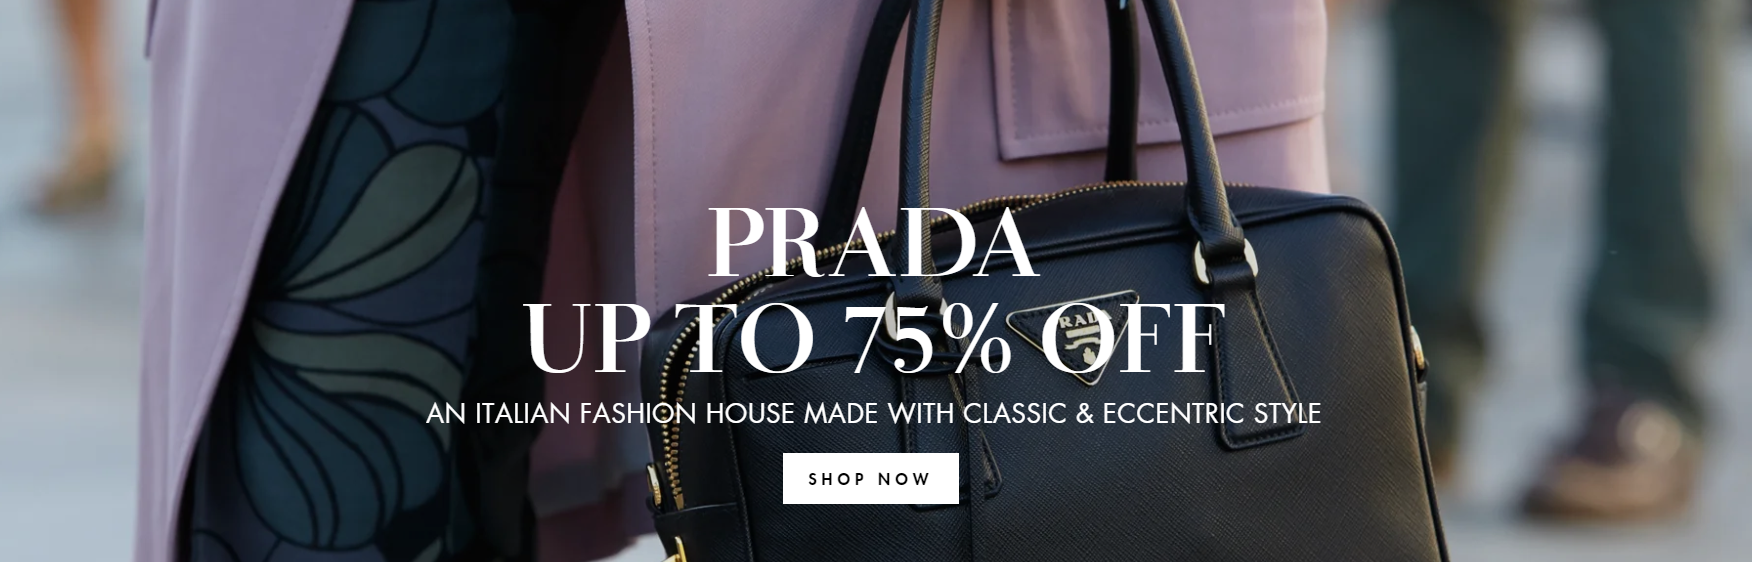 PRADA
UP TO 75% OFF
AN ITALIAN FASHION HOUSE MADE WITH CLASSIC & ECCENTRIC STYLE
SHOP NOW